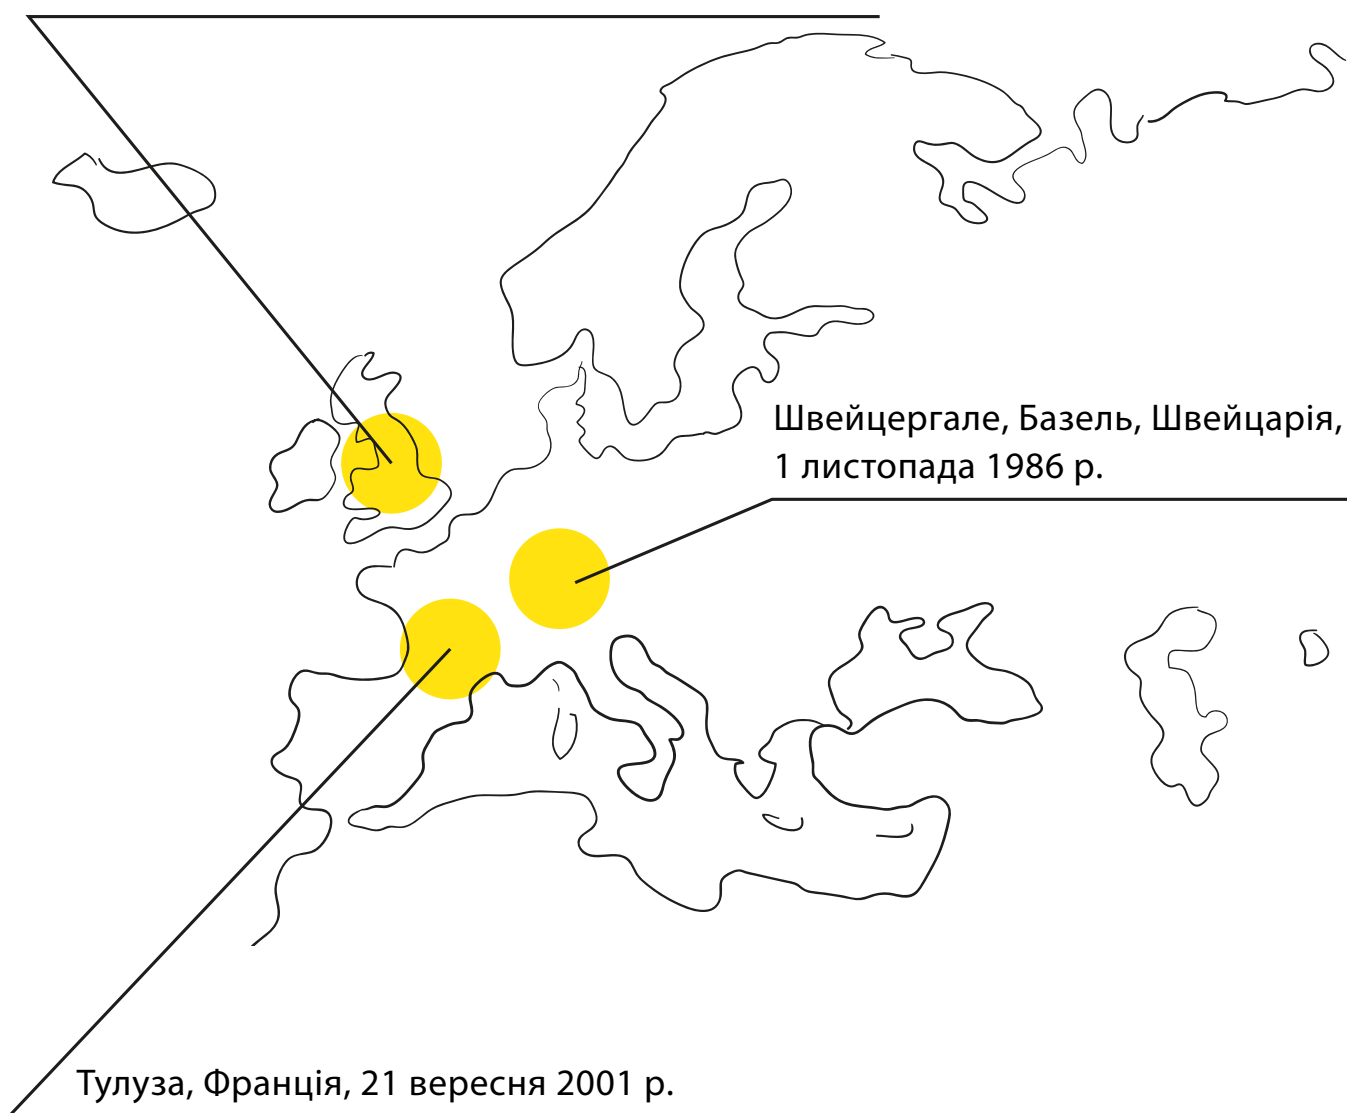 Швейцергале, Базель, Швейцарія,
1 листопада 1986 р.
Тулуза, Франція, 21 вересня 2001 р.